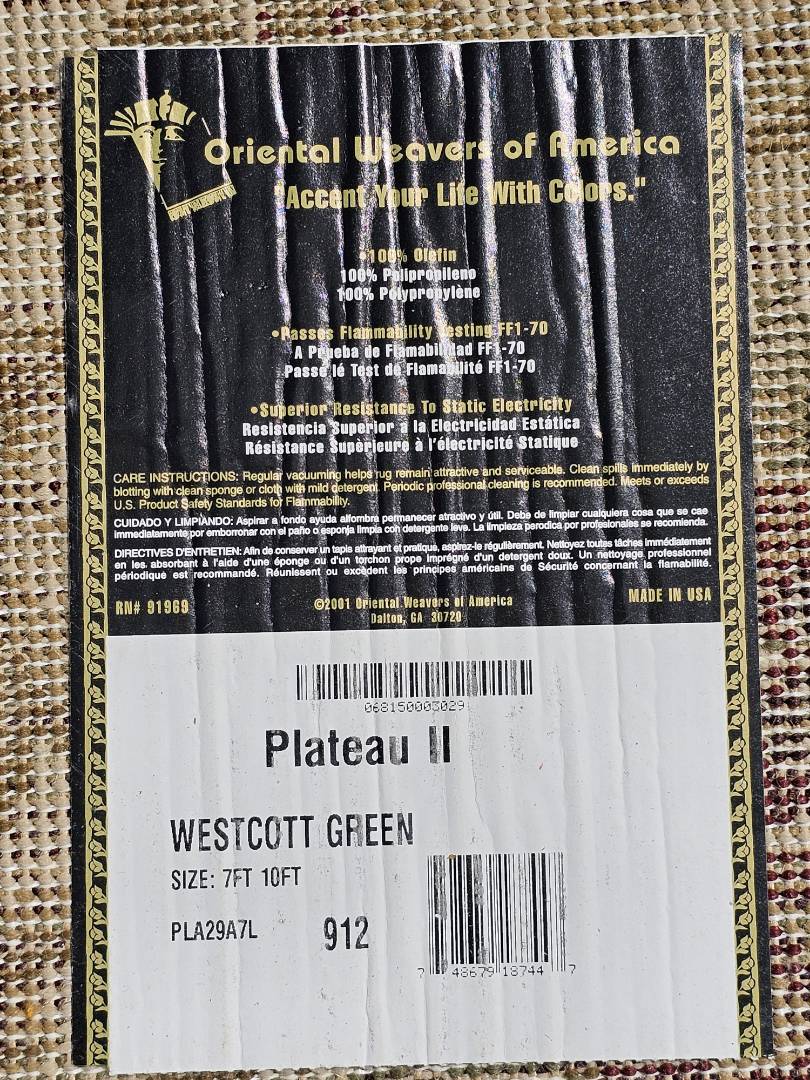 Oriental Weavers of America
"Accent Your Life With Colors."
•100% Olefin
100% Polipropileno
100% Polypropylène
•Passes Flammability Testing FF1-70
A Prueba de Flamabilidad FF1-70
Passe lé Test de Flamabilité FF1-70
•Superior Resistance To Static Electricity
Resistencia Superior a la Electricidad Estática
Résistance Supèrieure à l'électricité Statique
CARE INSTRUCTIONS: Regular vacuuming helps rug remain attractive and serviceable. Clean spills immediately by
blotting with clean sponge or cloth with mild detergent. Periodic professional cleaning is recommended. Meets or exceeds
U.S. Product Safety Standards for Flammability.
CUIDADO Y LIMPIANDO: Aspirar a fondo ayuda alfombra permanecer atractivo y útil. Debe de limpiar cualquiera cosa que se cae
immediatamente por emborronar con el paño o esponja limpia con detergente leve. La limpieza perodica por profesionales se recomienda.
DIRECTIVES D'ENTRETIEN: Afin de conserver un tapis attrayant et pratique, aspirez-le régulièrement. Nettoyez toutes tâches immédiatement
en les absorbant à l'aide d'une éponge ou d'un torchon prope imprégné d'un detergent doux. Un nettoyage professionnel
périodique est recommandé. Réunissent ou excèdent les principes américains de Sécurité concernant la flamabilité.
RN# 91969
©2001 Oriental Weavers of America
Dalton, GA 30720
MADE IN USA
068150003029
Plateau II
WESTCOTT GREEN
SIZE: 7FT 10FT
PLA29A7L 912
7 48679 18744 7